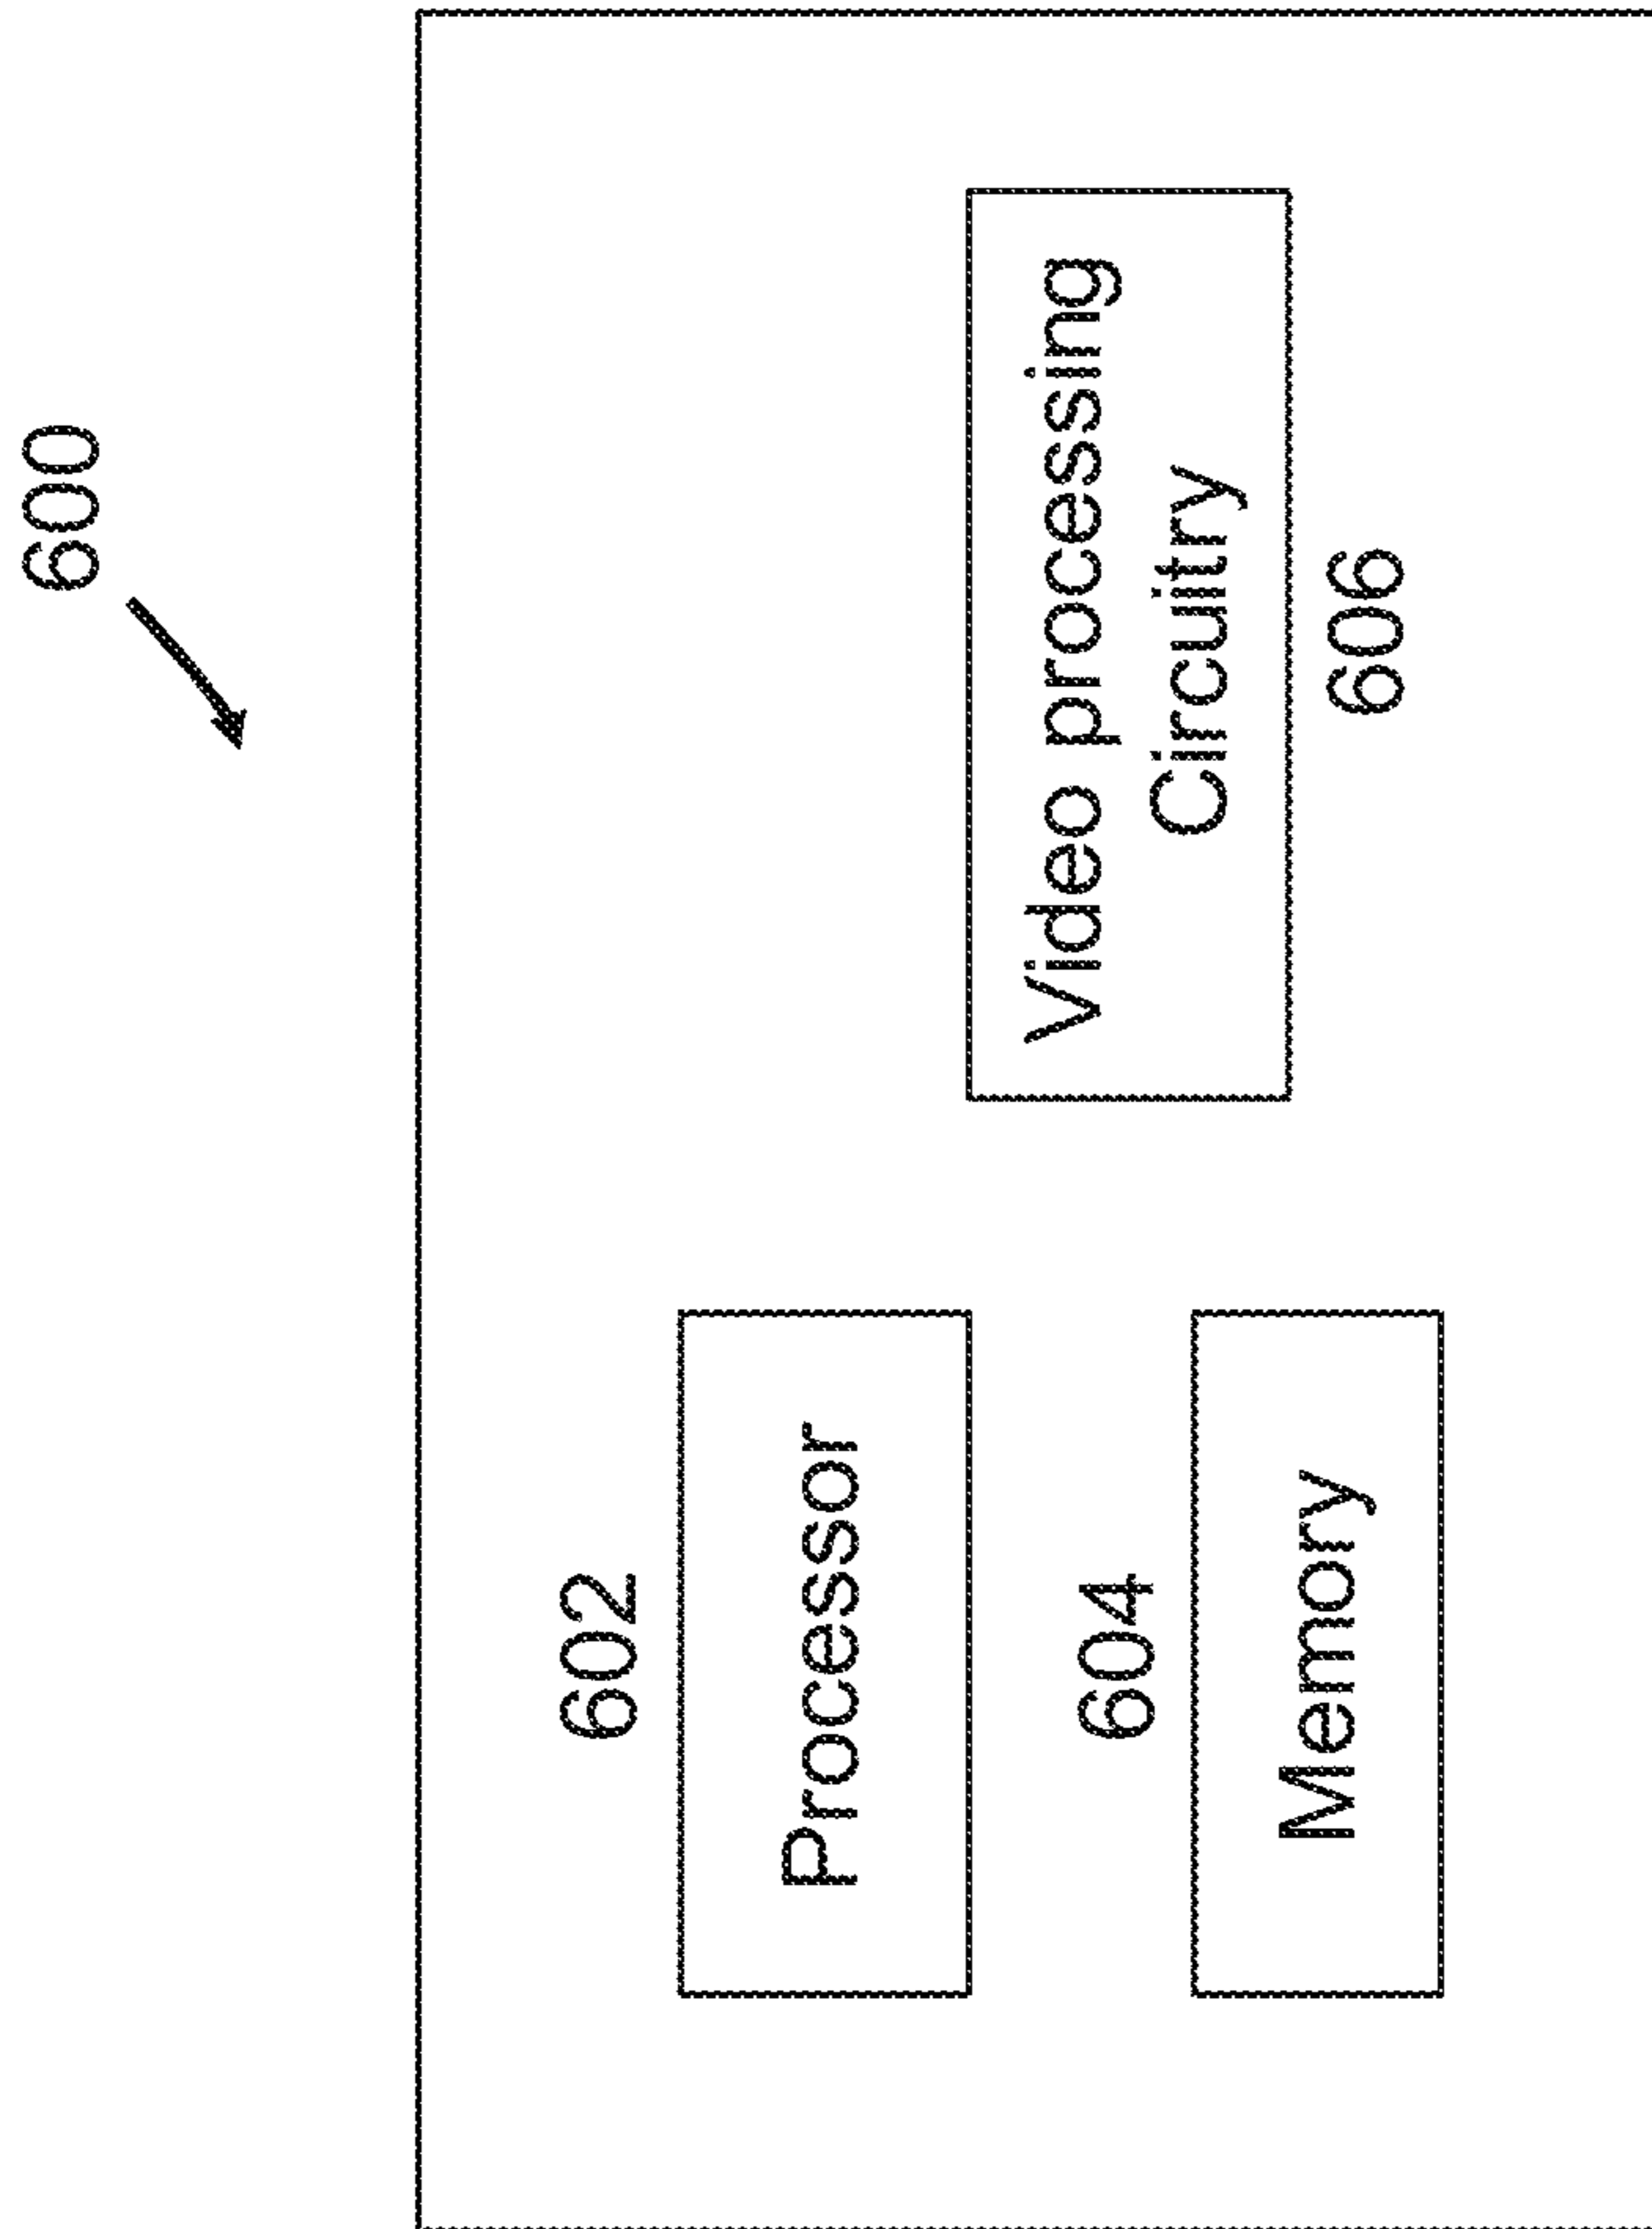 600
602
Processor
604
Memory
Video processing
Circuitry
606